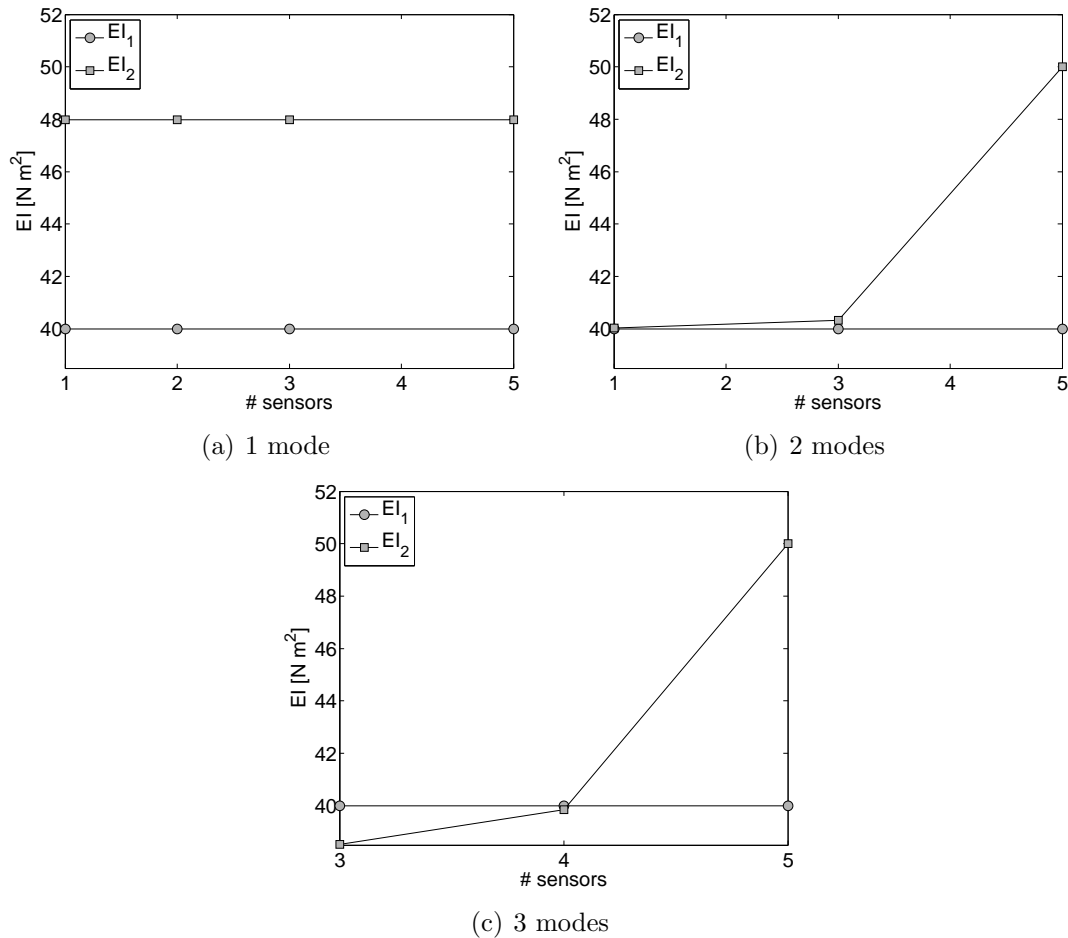 52
50
48
46
44
42
40
EI [N m²]
EI₁
EI₂
1 2 3 4 5
# sensors
(a) 1 mode
52
50
48
46
44
42
40
EI [N m²]
EI₁
EI₂
1 2 3 4 5
# sensors
(b) 2 modes
52
50
48
46
44
42
40
EI [N m²]
EI₁
EI₂
3 4 5
# sensors
(c) 3 modes